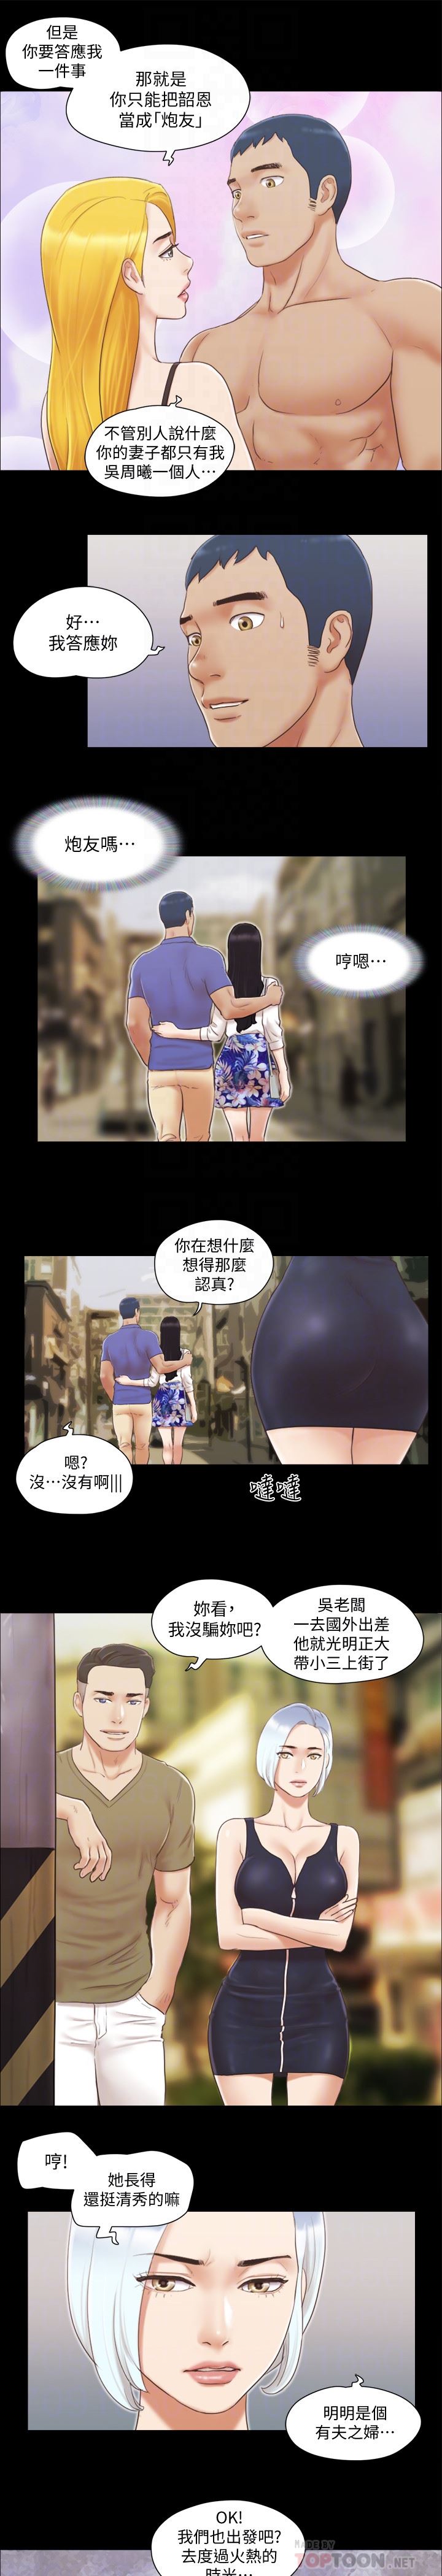 但是
你要答應我
一件事
那就是
你只能把韶恩
當成「炮友」
不管別人說什麼
你的妻子都只有我
吳周曦一個人…
好…
我答應妳
炮友嗎…
哼嗯…
你在想什麼
想得那麼
認真?
嗯?
沒…沒有啊|||
噠噠
妳看，
我沒騙妳吧?
吳老闆
一去國外出差
他就光明正大
帶小三上街了
哼!
她長得
還挺清秀的嘛
明明是個
有夫之婦…
OK!
我們也出發吧?
去度過火熱的
時光…
MADE BY
TOPTOON.NET